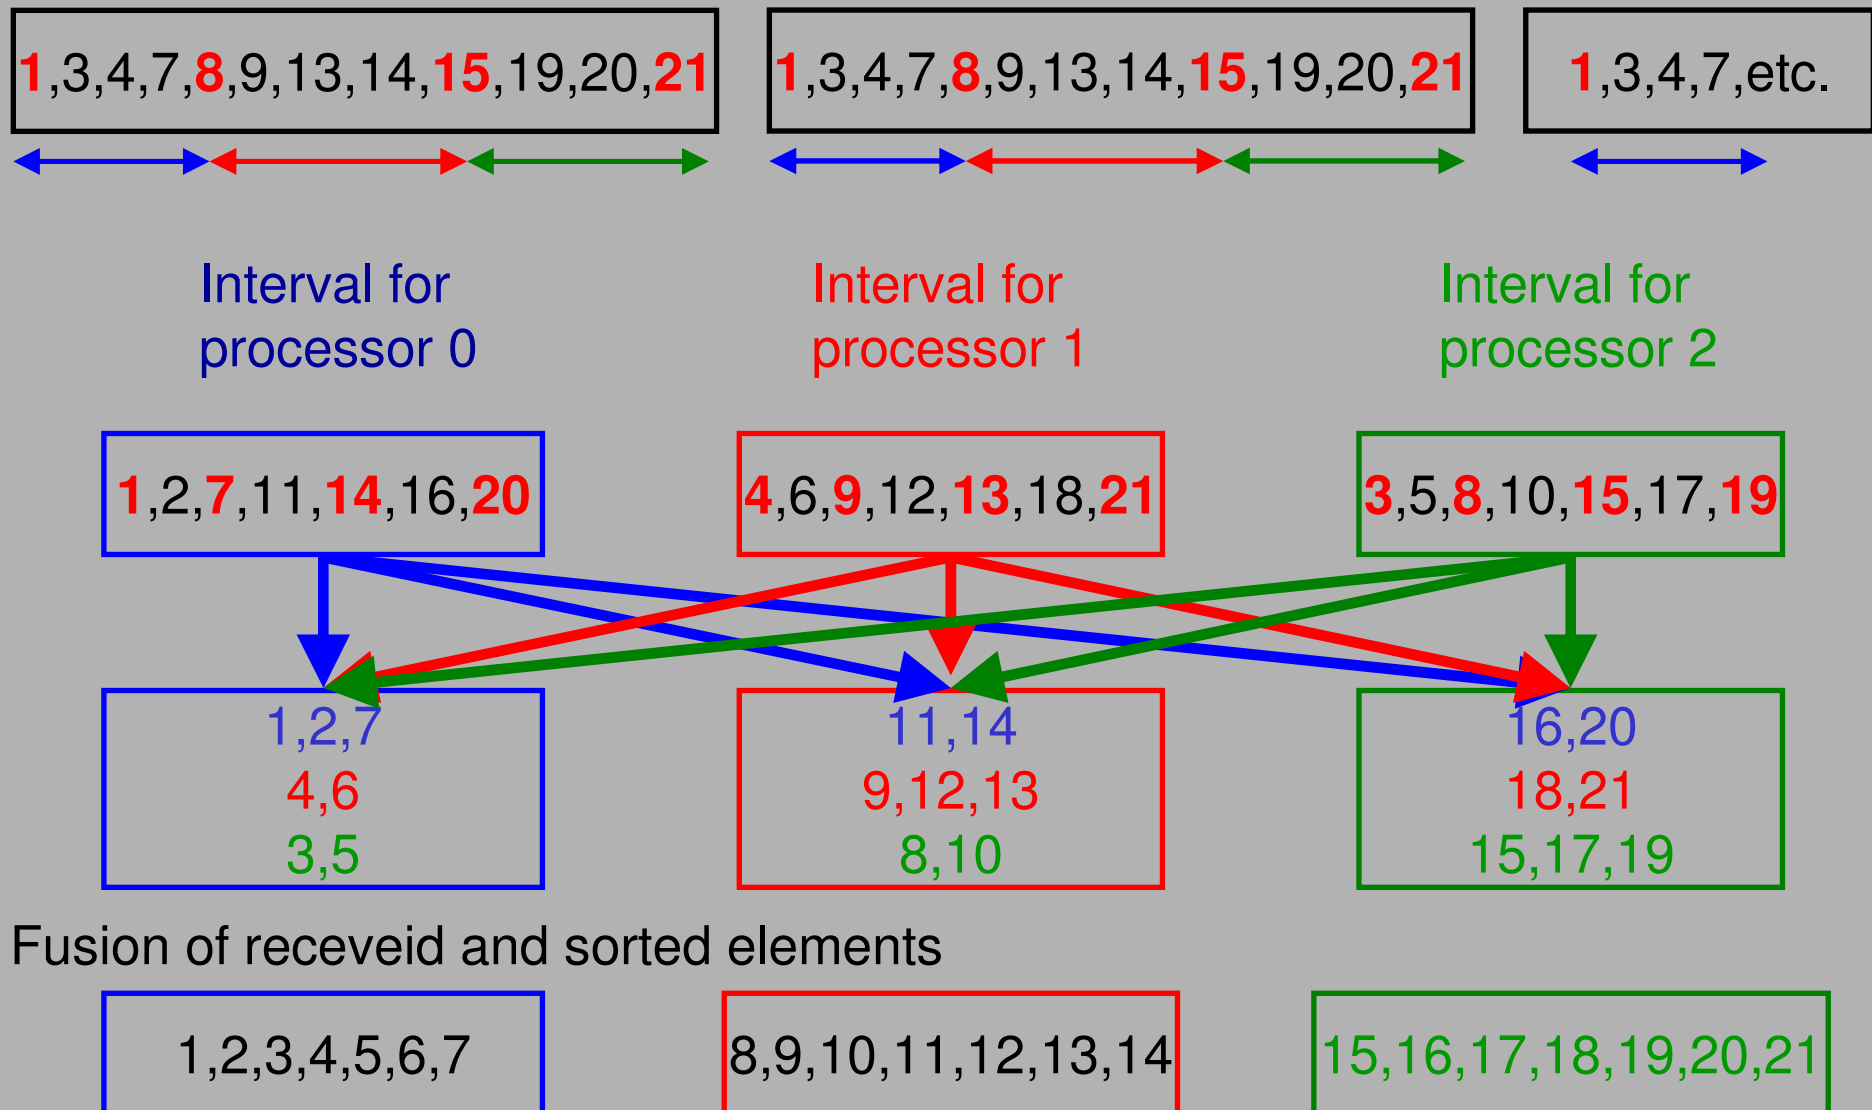 1,3,4,7,8,9,13,14,15,19,20,21
1,3,4,7,8,9,13,14,15,19,20,21
1,3,4,7,etc.
Interval for
processor 0
Interval for
processor 1
Interval for
processor 2
1,2,7,11,14,16,20
4,6,9,12,13,18,21
3,5,8,10,15,17,19
1,2,7
4,6
3,5
11,14
9,12,13
8,10
16,20
18,21
15,17,19
Fusion of receveid and sorted elements
1,2,3,4,5,6,7
8,9,10,11,12,13,14
15,16,17,18,19,20,21